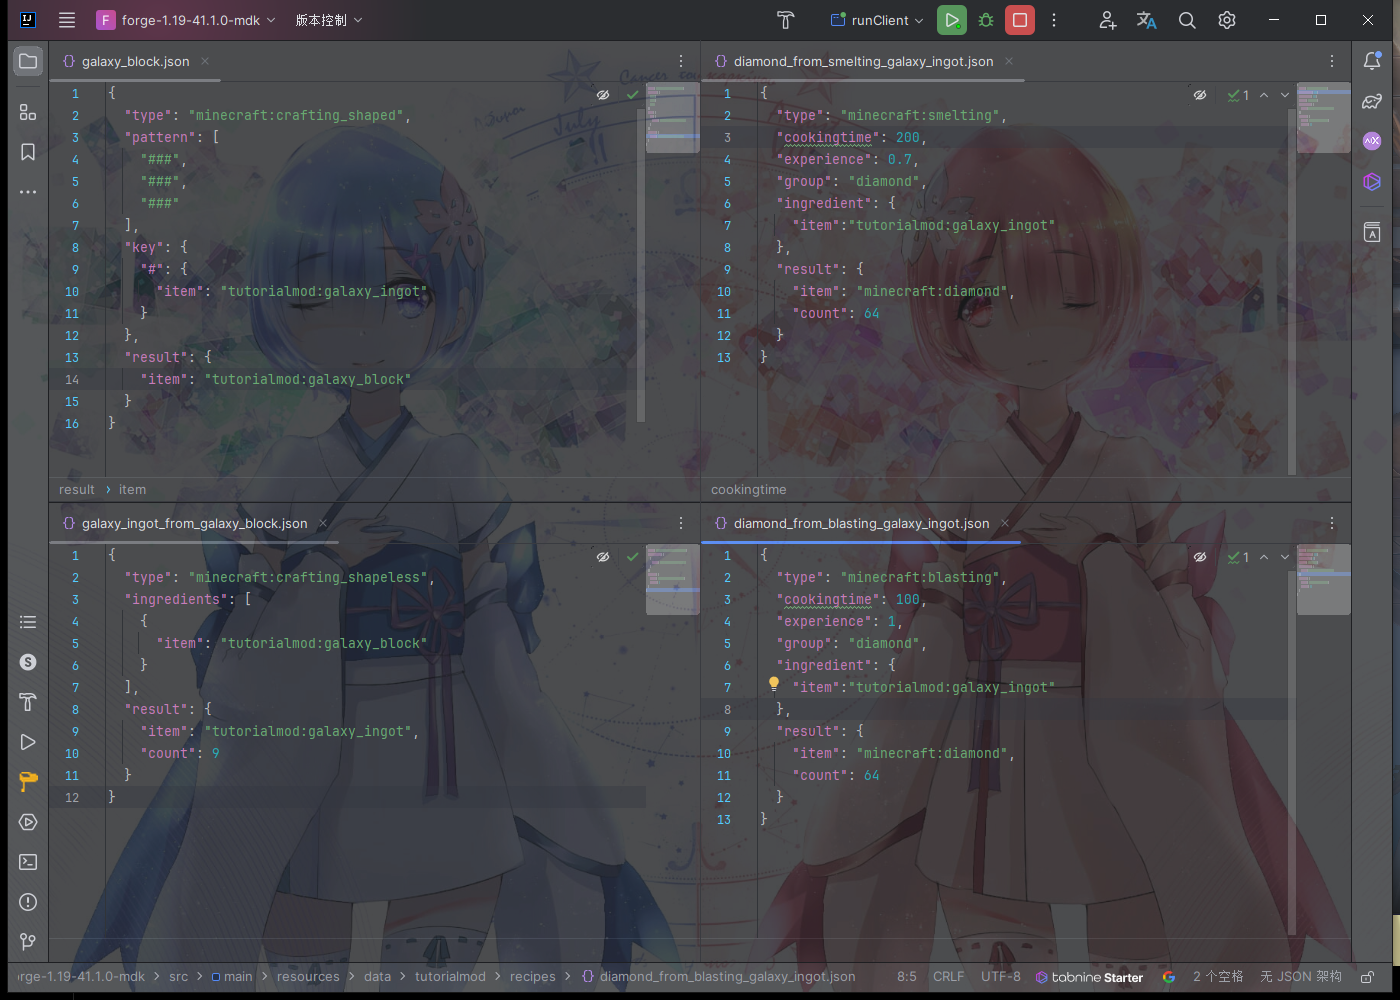 F forge-1.19-41.1.0-mdk 版本控制 runClient
galaxy_block.json
1 {
2 "type": "minecraft:crafting_shaped",
3 "pattern": [
4 "###",
5 "###",
6 "###"
7 ],
8 "key": {
9 "#": {
10 "item": "tutorialmod:galaxy_ingot"
11 }
12 },
13 "result": {
14 "item": "tutorialmod:galaxy_block"
15 }
16 }
result › item
diamond_from_smelting_galaxy_ingot.json
1
1 {
2 "type": "minecraft:smelting",
3 "cookingtime": 200,
4 "experience": 0.7,
5 "group": "diamond",
6 "ingredient": {
7 "item":"tutorialmod:galaxy_ingot"
8 },
9 "result": {
10 "item": "minecraft:diamond",
11 "count": 64
12 }
13 }
cookingtime
galaxy_ingot_from_galaxy_block.json
1 {
2 "type": "minecraft:crafting_shapeless",
3 "ingredients": [
4 {
5 "item": "tutorialmod:galaxy_block"
6 }
7 ],
8 "result": {
9 "item": "tutorialmod:galaxy_ingot",
10 "count": 9
11 }
12 }
diamond_from_blasting_galaxy_ingot.json
1
1 {
2 "type": "minecraft:blasting",
3 "cookingtime": 100,
4 "experience": 1,
5 "group": "diamond",
6 "ingredient": {
7 "item":"tutorialmod:galaxy_ingot"
8 },
9 "result": {
10 "item": "minecraft:diamond",
11 "count": 64
12 }
13 }
rge-1.19-41.1.0-mdk › src › main › resources › data › tutorialmod › recipes › {} diamond_from_blasting_galaxy_ingot.json 8:5 CRLF UTF-8 tabnine Starter 2 个空格 无 JSON 架构